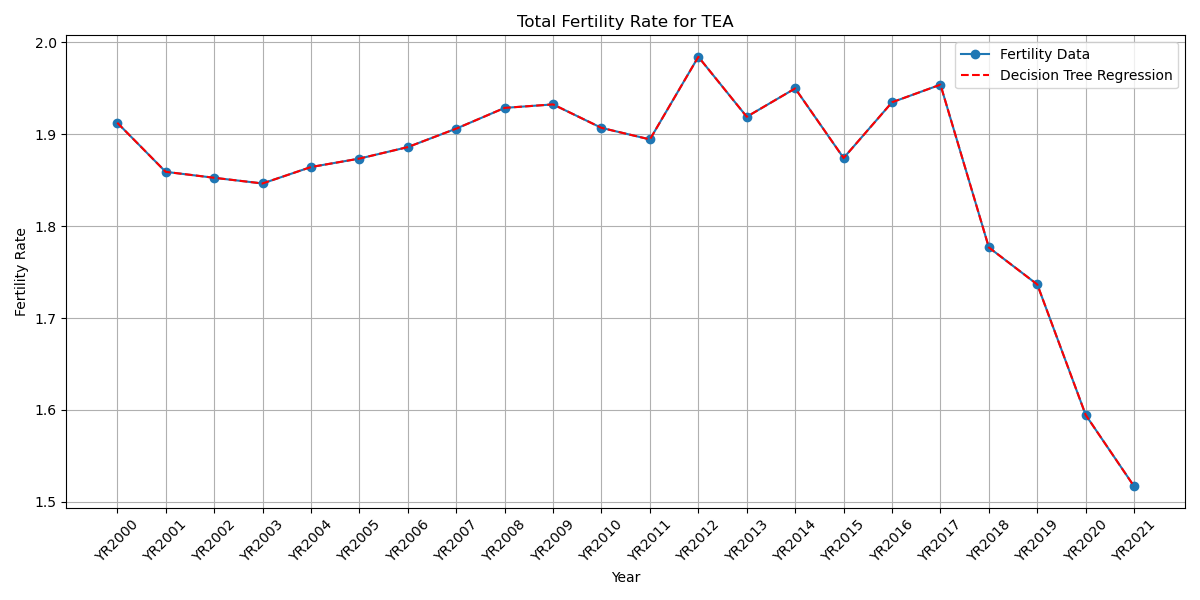 Total Fertility Rate for TEA
Fertility Data
Decision Tree Regression
Fertility Rate
2.0
1.9
1.8
1.7
1.6
1.5
YR2000
YR2001
YR2002
YR2003
YR2004
YR2005
YR2006
YR2007
YR2008
YR2009
YR2010
YR2011
YR2012
YR2013
YR2014
YR2015
YR2016
YR2017
YR2018
YR2019
YR2020
YR2021
Year